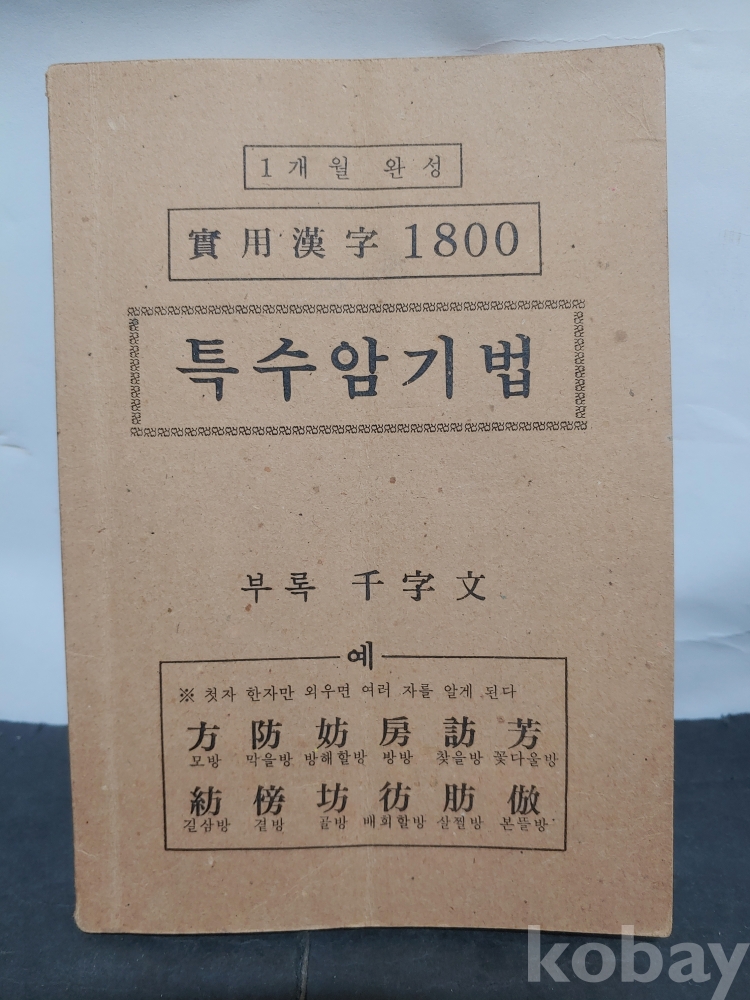 1개월 완성
實用漢字 1800
특수암기법
부록 千字文
예
※ 첫자 한자만 외우면 여러 자를 알게 된다
方 防 妨 房 訪 芳
모방 막을방 방해할방 방방 찾을방 꽃다울방
紡 傍 坊 彷 肪 倣
길삼방 곁방 골방 배회할방 살찔방 본뜰방
kobay